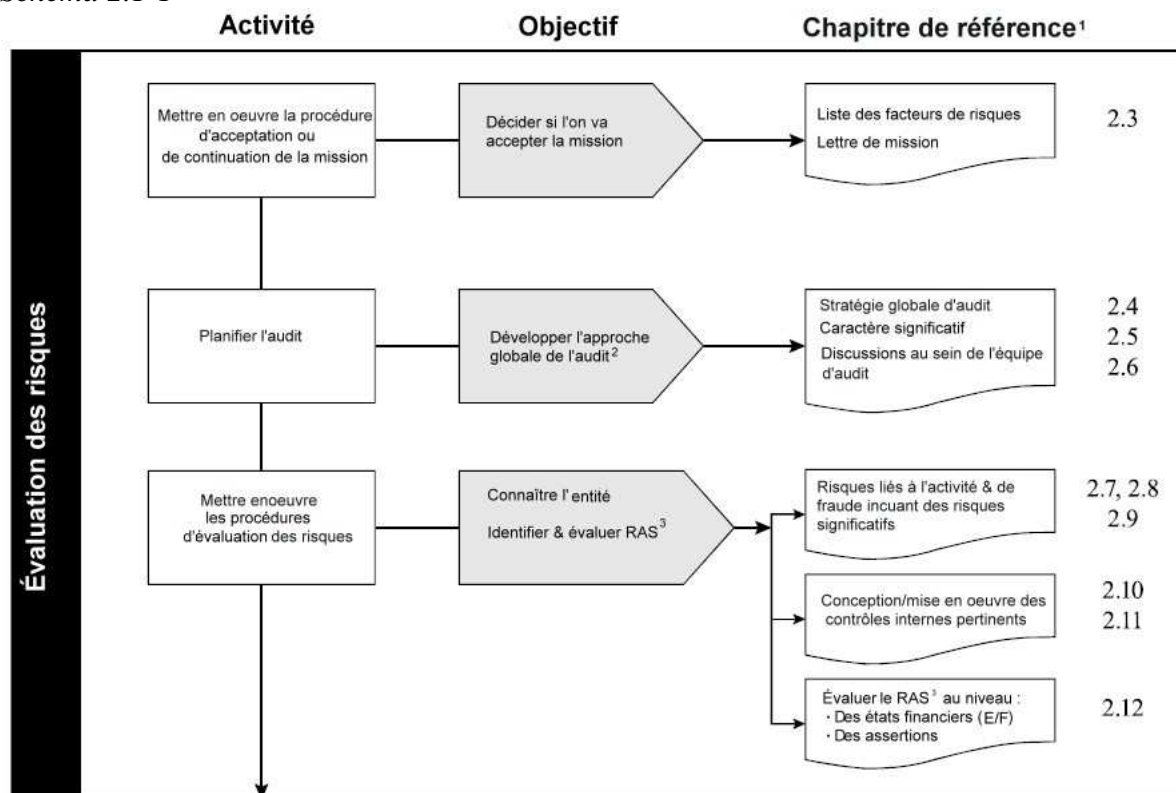 Activité Objectif Chapitre de référence¹
Évaluation des risques
Mettre en oeuvre la procédure
d'acceptation ou
de continuation de la mission
Décider si l'on va
accepter la mission
Liste des facteurs de risques
Lettre de mission
2.3
Planifier l'audit
Développer l'approche
globale de l'audit²
Stratégie globale d'audit
Caractère significatif
Discussions au sein de l'équipe
d'audit
2.4
2.5
2.6
Mettre enoeuvre
les procédures
d'évaluation des risques
Connaître l'entité
Identifier & évaluer RAS³
Risques liés à l'activité & de
fraude incuant des risques
significatifs
2.7, 2.8
2.9
Conception/mise en oeuvre des
contrôles internes pertinents
2.10
2.11
Évaluer le RAS³ au niveau :
· Des états financiers (E/F)
· Des assertions
2.12